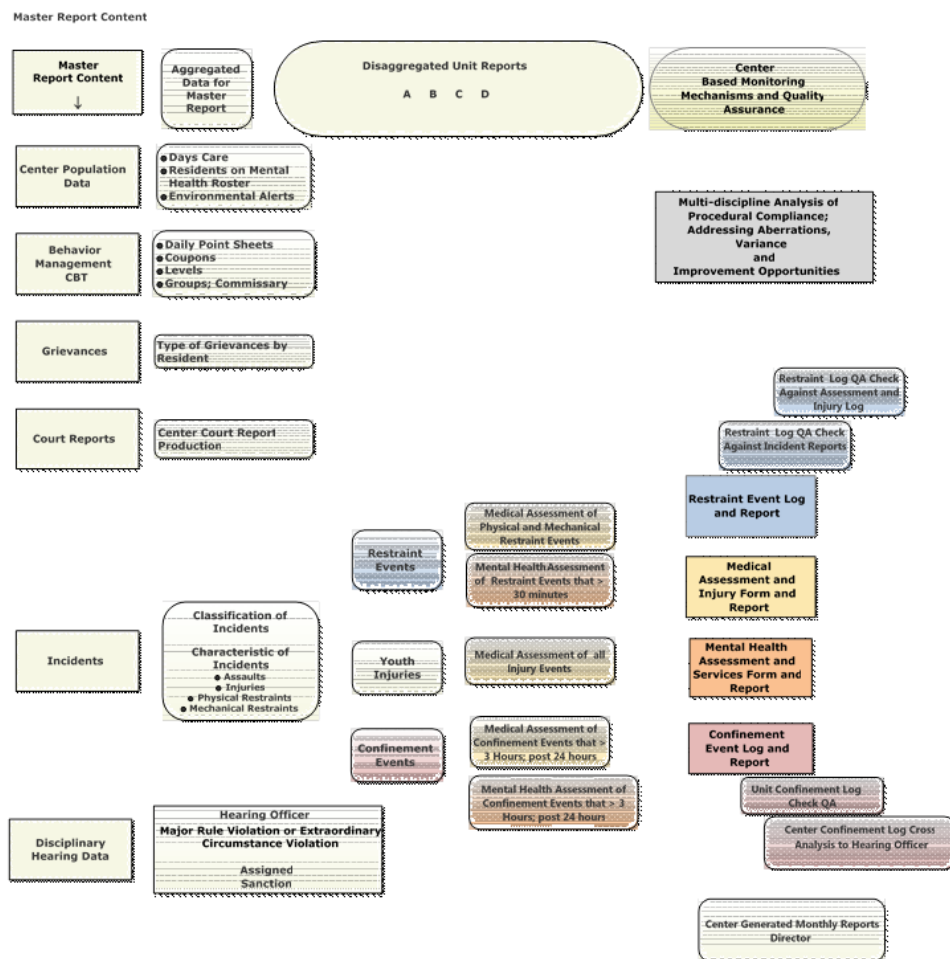 Master Report Content
Master
Report Content
↓
Aggregated
Data for
Master
Report
Disaggregated Unit Reports
A B C D
Center
Based Monitoring
Mechanisms and Quality
Assurance
Center Population
Data
● Days Care
● Residents on Mental
Health Roster
● Environmental Alerts
Multi-discipline Analysis of
Procedural Compliance;
Addressing Aberrations,
Variance
and
Improvement Opportunities
Behavior
Management
CBT
● Daily Point Sheets
● Coupons
● Levels
● Groups; Commissary
Grievances
Type of Grievances by
Resident
Court Reports
Center Court Report
Production
Restraint Log QA Check
Against Assessment and
Injury Log
Restraint Log QA Check
Against Incident Reports
Restraint Event Log
and Report
Restraint
Events
Medical Assessment of
Physical and Mechanical
Restraint Events
Mental Health Assessment
of Restraint Events that >
30 minutes
Medical
Assessment and
Injury Form and
Report
Incidents
Classification of
Incidents
Characteristic of
Incidents
● Assaults
● Injuries
● Physical Restraints
● Mechanical Restraints
Youth
Injuries
Medical Assessment of all
Injury Events
Mental Health
Assessment and
Services Form and
Report
Confinement
Events
Medical Assessment of
Confinement Events that >
3 Hours; post 24 hours
Mental Health Assessment of
Confinement Events that > 3
Hours; post 24 hours
Confinement
Event Log and
Report
Unit Confinement Log
Check QA
Center Confinement Log Cross
Analysis to Hearing Officer
Disciplinary
Hearing Data
Hearing Officer
Major Rule Violation or Extraordinary
Circumstance Violation
Assigned
Sanction
Center Generated Monthly Reports
Director